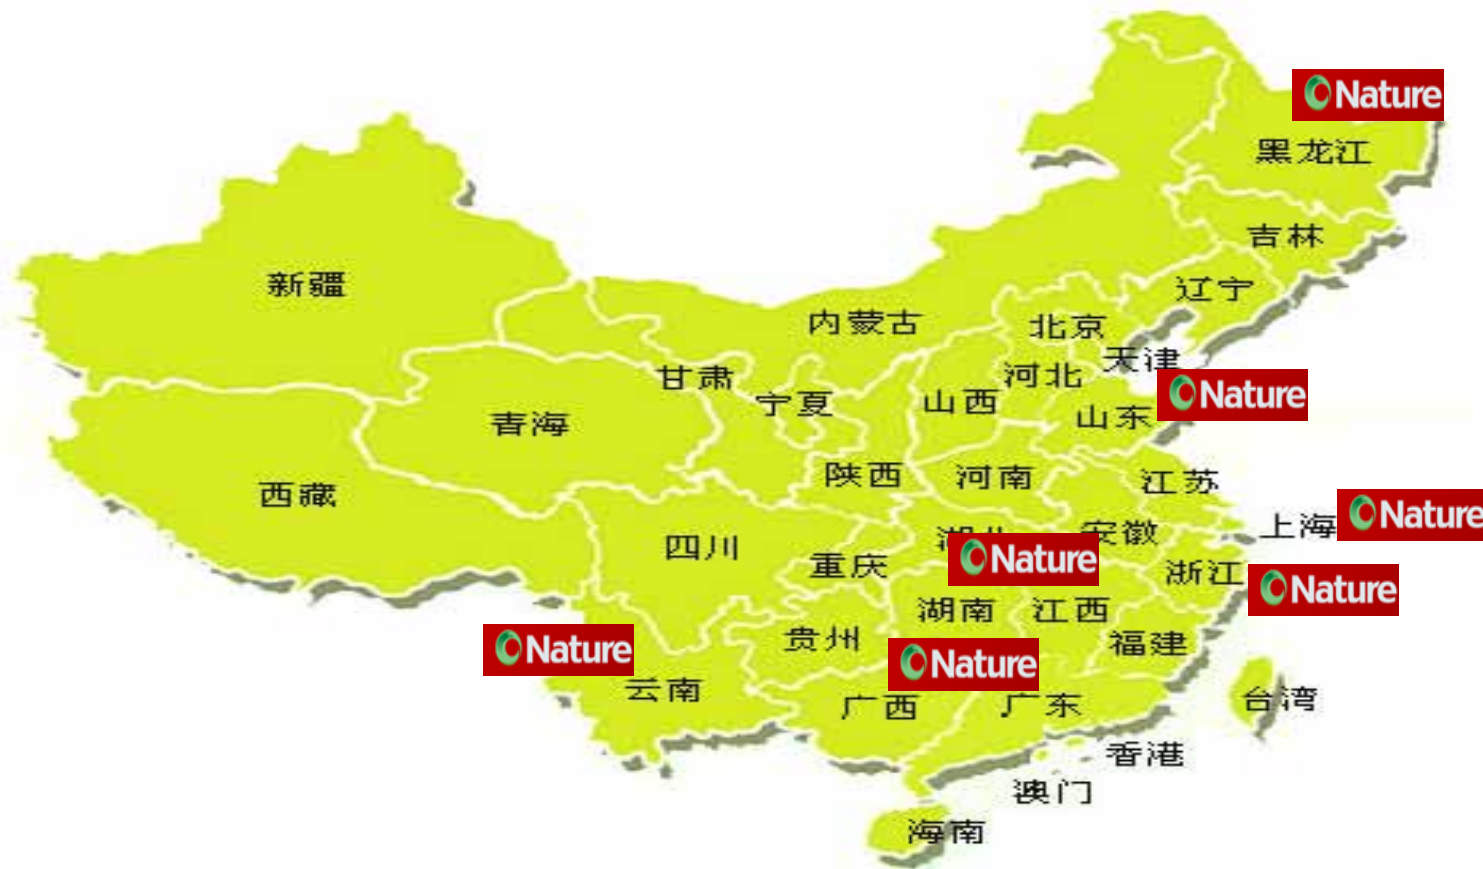 Nature
黑龙江
吉林
辽宁
新疆
内蒙古
北京
天津
河北
甘肃
宁夏
山西
Nature
山东
青海
陕西
河南
江苏
西藏
上海
Nature
安徽
四川
重庆
Nature
浙江
Nature
湖南
江西
贵州
福建
Nature
云南
Nature
广西
广东
台湾
香港
澳门
海南